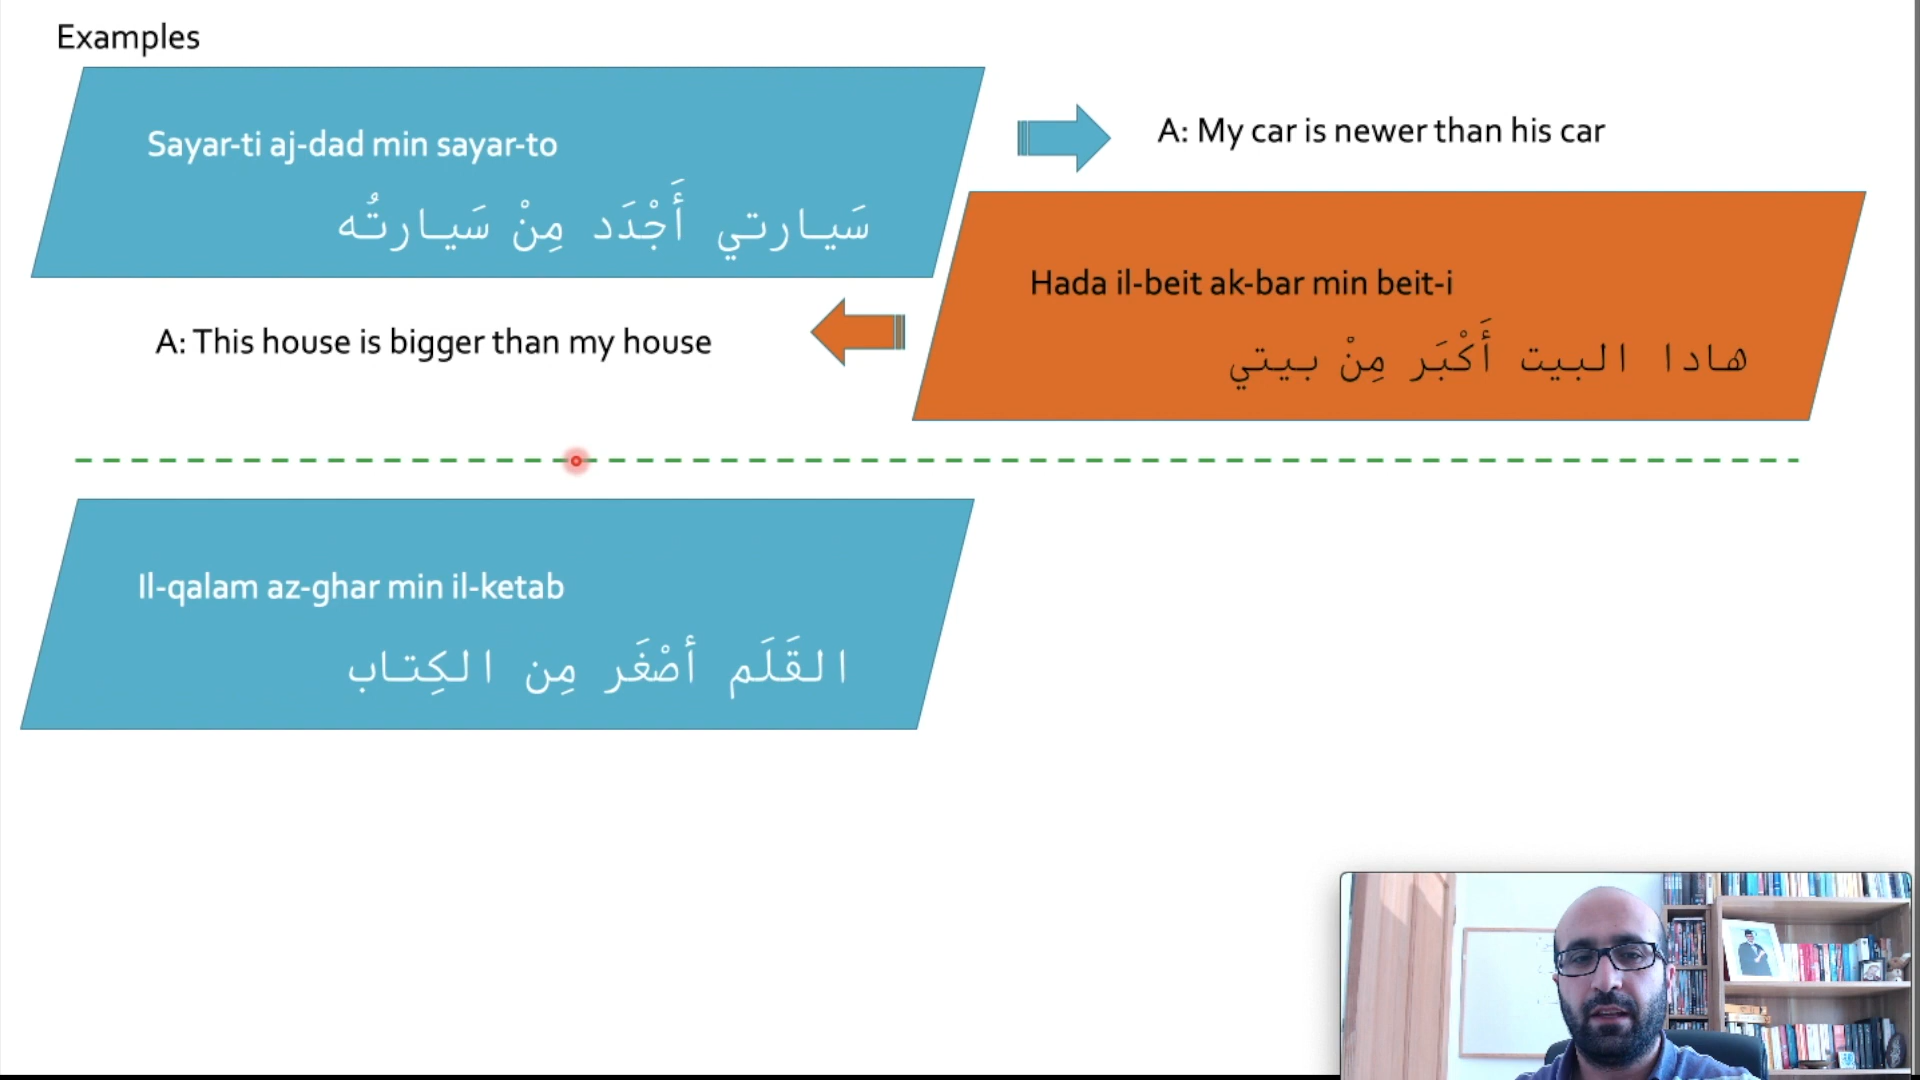 Examples
Sayar-ti aj-dad min sayar-to
سَيارتي أَجْدَد مِنْ سَيارتُه
A: My car is newer than his car
Hada il-beit ak-bar min beit-i
هادا البيت أَكْبَر مِنْ بيتي
A: This house is bigger than my house
Il-qalam az-ghar min il-ketab
القَلَم أصْغَر مِن الكِتاب